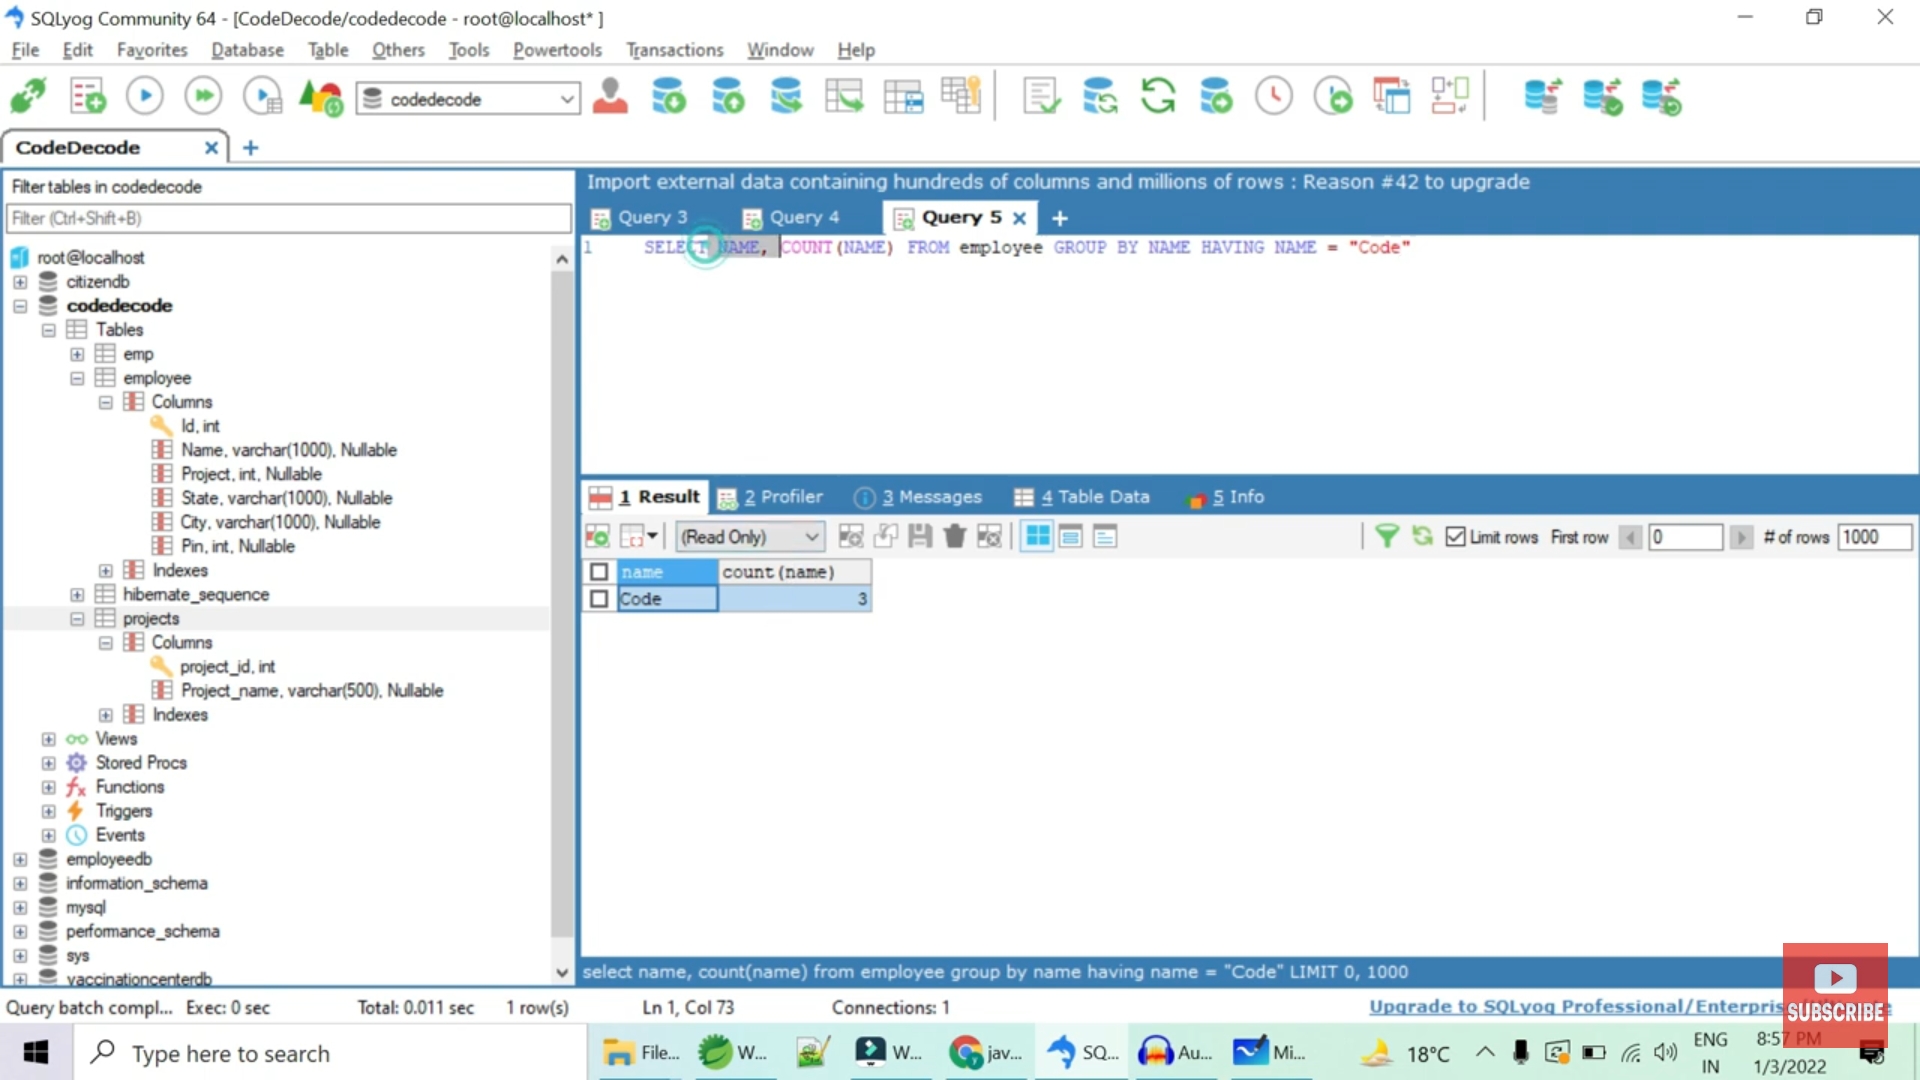 SQLyog Community 64 - [CodeDecode/codedecode - root@localhost* ]
File Edit Favorites Database Table Others Tools Powertools Transactions Window Help
codedecode
CodeDecode
Filter tables in codedecode
Filter (Ctrl+Shift+B)
root@localhost
citizendb
codedecode
Tables
emp
employee
Columns
Id, int
Name, varchar(1000), Nullable
Project, int, Nullable
State, varchar(1000), Nullable
City, varchar(1000), Nullable
Pin, int, Nullable
Indexes
hibernate_sequence
projects
Columns
project_id, int
Project_name, varchar(500), Nullable
Indexes
Views
Stored Procs
Functions
Triggers
Events
employeedb
information_schema
mysql
performance_schema
sys
vaccinationcenterdb
Import external data containing hundreds of columns and millions of rows : Reason #42 to upgrade
Query 3 Query 4 Query 5
1 SELECT NAME, COUNT(NAME) FROM employee GROUP BY NAME HAVING NAME = "Code"
1 Result 2 Profiler 3 Messages 4 Table Data 5 Info
(Read Only) Limit rows First row 0 # of rows 1000
name count(name)
Code 3
select name, count(name) from employee group by name having name = "Code" LIMIT 0, 1000
Query batch compl... Exec: 0 sec Total: 0.011 sec 1 row(s) Ln 1, Col 73 Connections: 1 Upgrade to SQLyog Professional/Enterpris
SUBSCRIBE
Type here to search
File... W... W... jav... SQ... Au... Mi... 18°C
ENG
IN
8:57 PM
1/3/2022